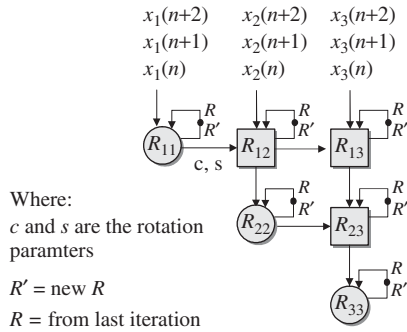 x₁(n+2) x₂(n+2) x₃(n+2)
x₁(n+1) x₂(n+1) x₃(n+1)
x₁(n) x₂(n) x₃(n)
R R R
R' R' R'
R₁₁ R₁₂ R₁₃
c, s
R R
R' R'
R₂₂ R₂₃
R
R'
R₃₃
Where:
c and s are the rotation
paramters
R' = new R
R = from last iteration